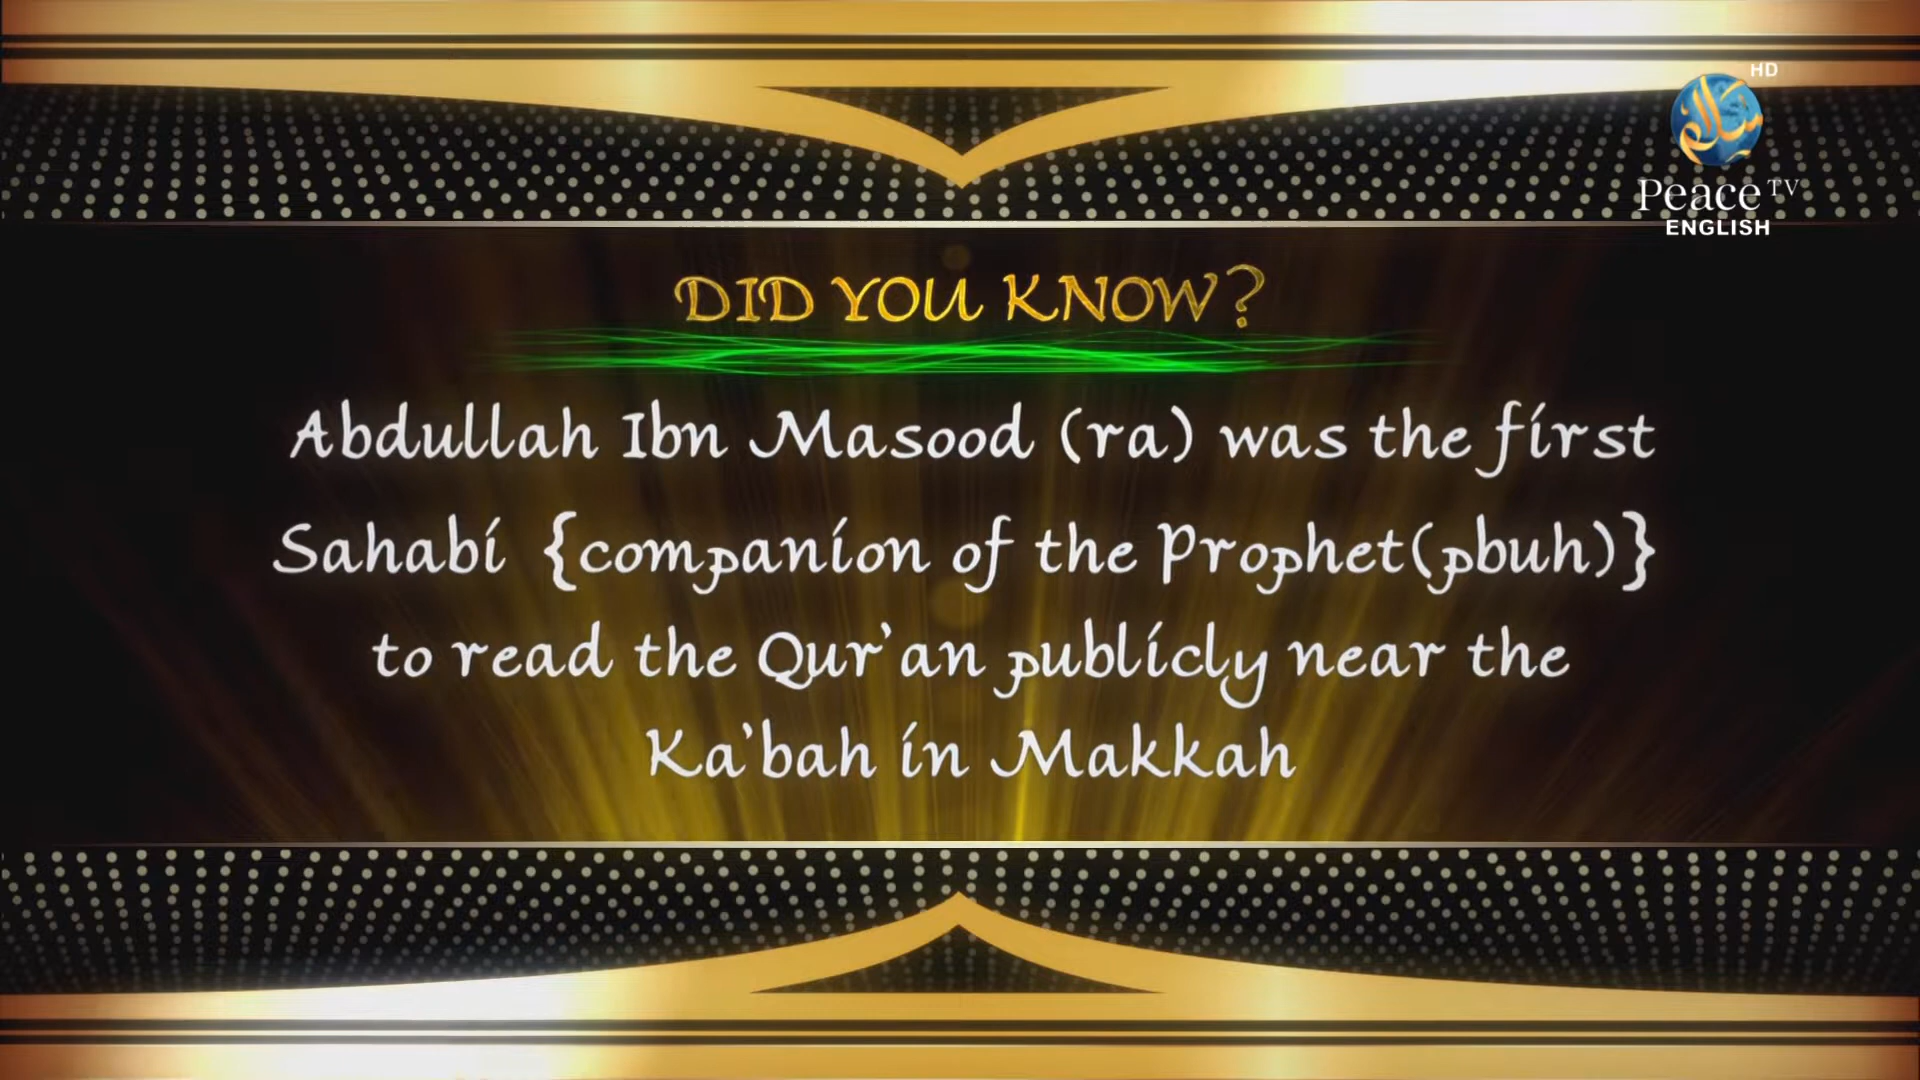 HD
سلام
Peace TV
ENGLISH
DID YOU KNOW?
Abdullah Ibn Masood (ra) was the first
Sahabi {companion of the Prophet(pbuh)}
to read the Qur'an publicly near the
Ka'bah in Makkah